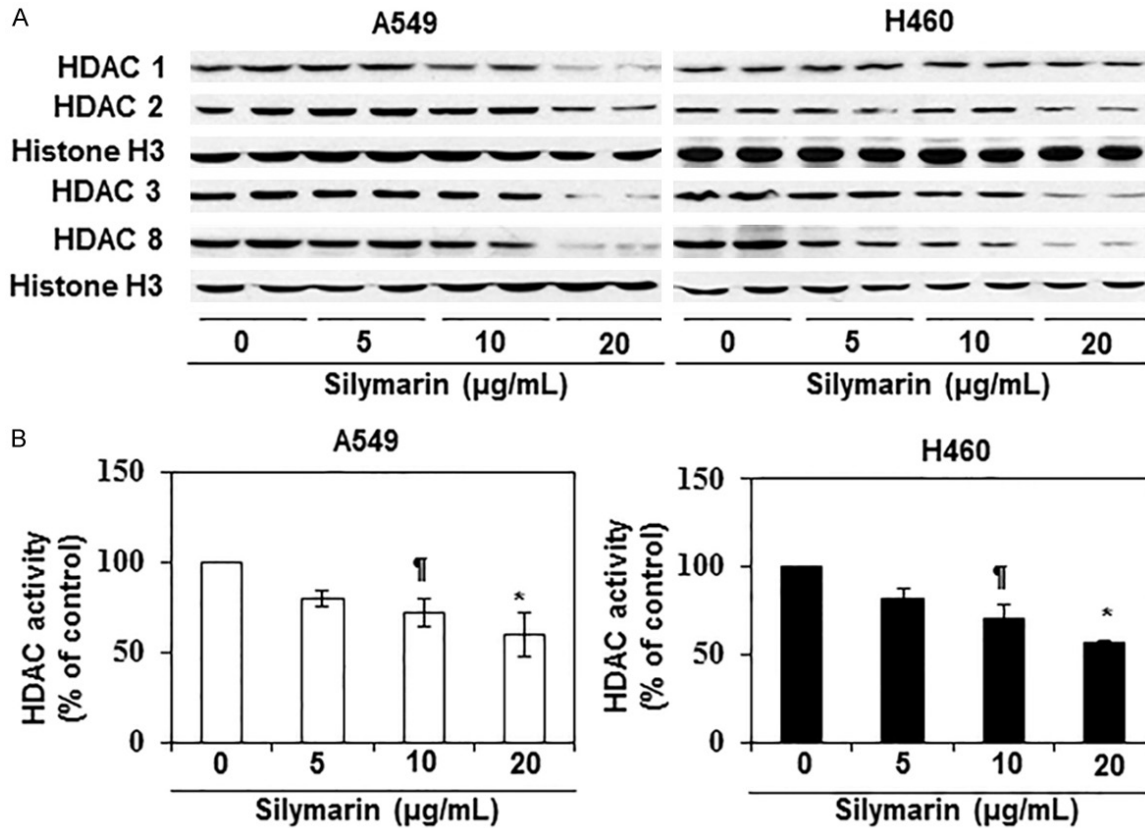 A
A549 H460
HDAC 1
HDAC 2
Histone H3
HDAC 3
HDAC 8
Histone H3
0 5 10 20 0 5 10 20
Silymarin (µg/mL) Silymarin (µg/mL)
B
A549
HDAC activity
(% of control)
150
100
50
0
¶
*
0 5 10 20
Silymarin (µg/mL)
H460
HDAC activity
(% of control)
150
100
50
0
¶
*
0 5 10 20
Silymarin (µg/mL)